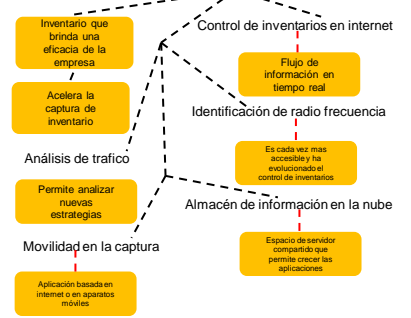 Inventario que
brinda una
eficacia de la
empresa
Control de inventarios en internet
Flujo de
información en
tiempo real
Acelera la
captura de
inventario
Identificación de radio frecuencia
Análisis de trafico
Es cada vez mas
accesible y ha
evolucionado el
control de inventarios
Permite analizar
nuevas
estrategias
Almacén de información en la nube
Movilidad en la captura
Espacio de servidor
compartido que
permite crecer las
aplicaciones
Aplicación basada en
internet o en aparatos
móviles